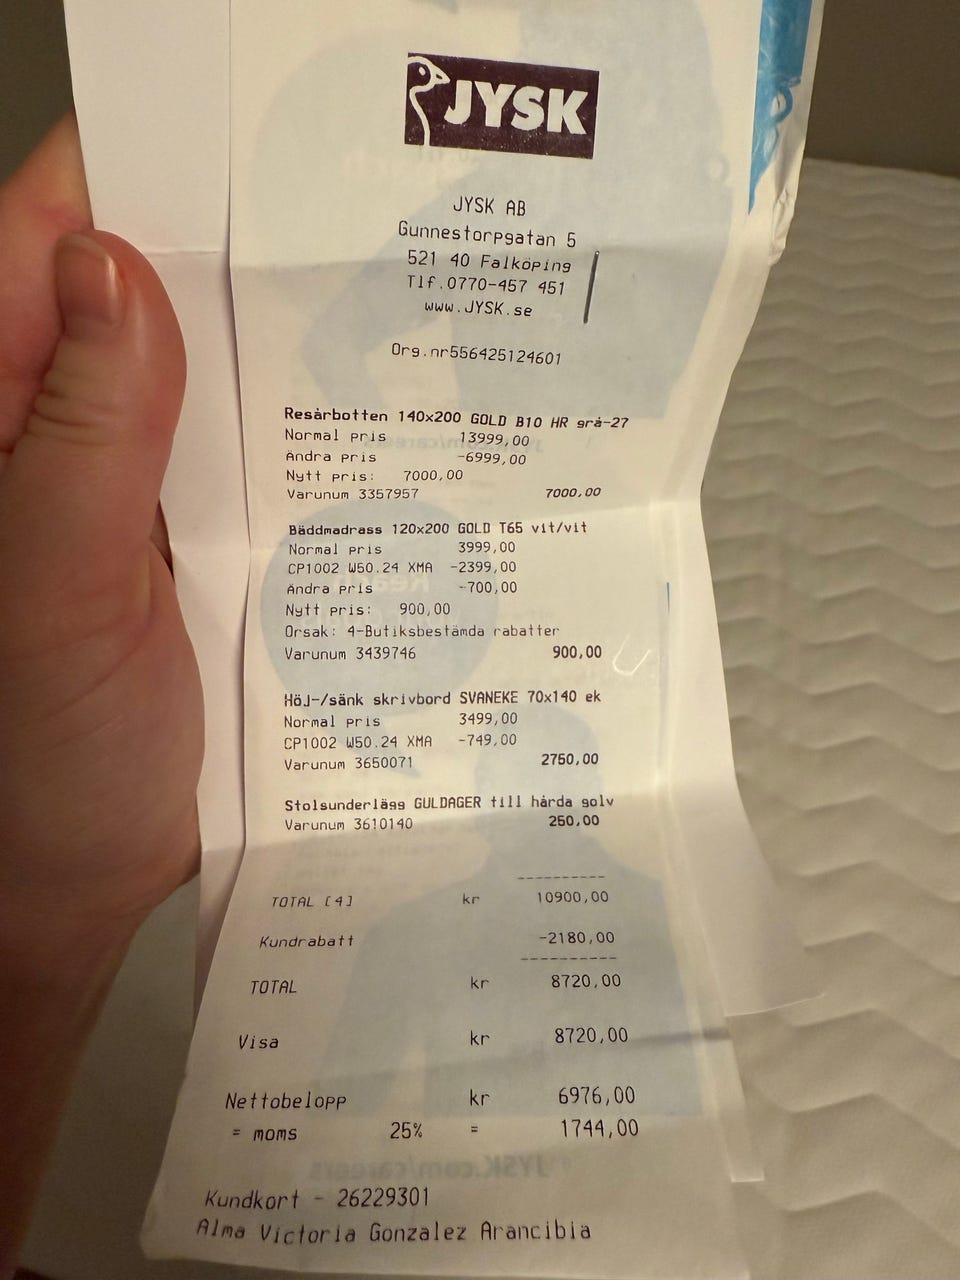 JYSK
JYSK AB
Gunnestorpsgatan 5
521 40 Falköping
Tlf.0770-457 451
www.JYSK.se
Org.nr556425124601
Resårbotten 140x200 GOLD B10 HR grå-27
Normal pris 13999,00
Ändra pris -6999,00
Nytt pris: 7000,00
Varunum 3357957 7000,00
Bäddmadrass 120x200 GOLD T65 vit/vit
Normal pris 3999,00
CP1002 W50.24 XMA -2399,00
Ändra pris -700,00
Nytt pris: 900,00
Orsak: 4-Butiksbestämda rabatter
Varunum 3439746 900,00
Höj-/sänk skrivbord SVANEKE 70x140 ek
Normal pris 3499,00
CP1002 W50.24 XMA -749,00
Varunum 3650071 2750,00
Stolsunderlägg GULDAGER till hårda golv
Varunum 3610140 250,00
----------
TOTAL [4] kr 10900,00
Kundrabatt -2180,00
----------
TOTAL kr 8720,00
Visa kr 8720,00
Nettobelopp kr 6976,00
= moms 25% = 1744,00
JYSK.com/careers
Kundkort - 26229301
Alma Victoria Gonzalez Arancibia